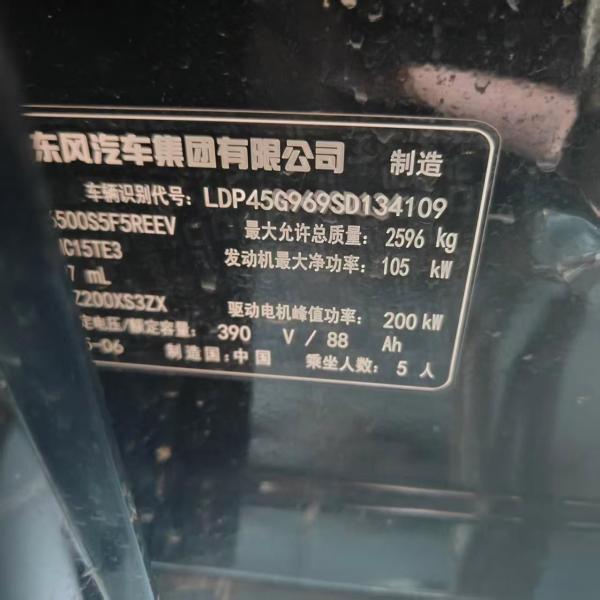 东风汽车集团有限公司 制造
车辆识别代号: LDP45G969SD134109
6500S5F5REEV 最大允许总质量: 2596 kg
C15TE3 发动机最大净功率: 105 kW
7 mL
Z200XS3ZX 驱动电机峰值功率: 200 kW
定电压/额定容量: 390 V / 88 Ah
5-06 制造国:中国 乘坐人数: 5 人